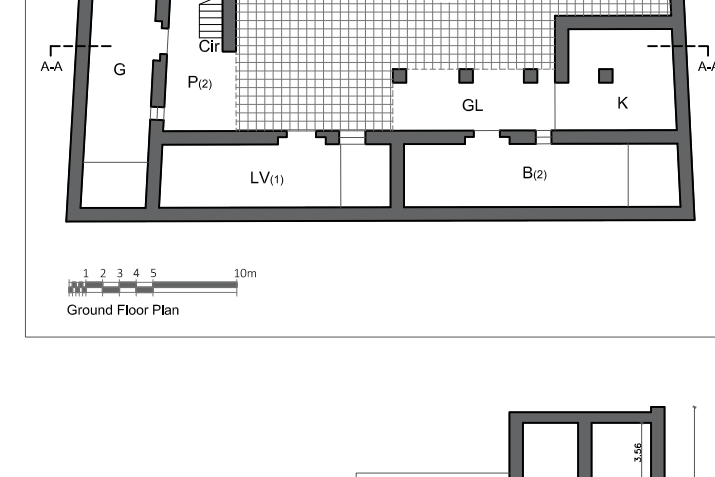 Cir
A-A
G
A-A
P(2)
GL
K
LV(1)
B(2)
1 2 3 4 5 10m
Ground Floor Plan
3.56